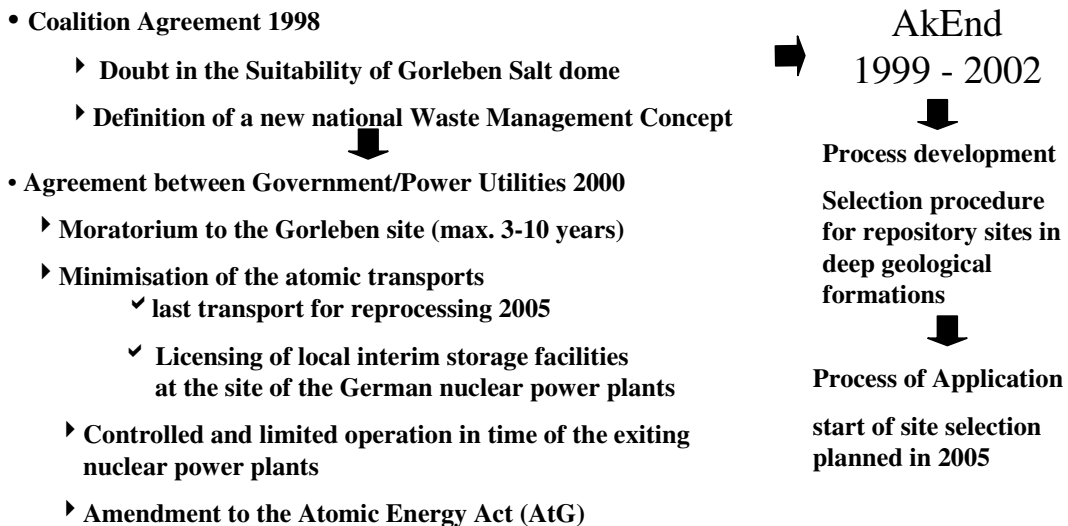 • Coalition Agreement 1998
Doubt in the Suitability of Gorleben Salt dome
Definition of a new national Waste Management Concept
• Agreement between Government/Power Utilities 2000
Moratorium to the Gorleben site (max. 3-10 years)
Minimisation of the atomic transports
last transport for reprocessing 2005
Licensing of local interim storage facilities
at the site of the German nuclear power plants
Controlled and limited operation in time of the exiting
nuclear power plants
Amendment to the Atomic Energy Act (AtG)
AkEnd
1999 - 2002
Process development
Selection procedure
for repository sites in
deep geological
formations
Process of Application
start of site selection
planned in 2005